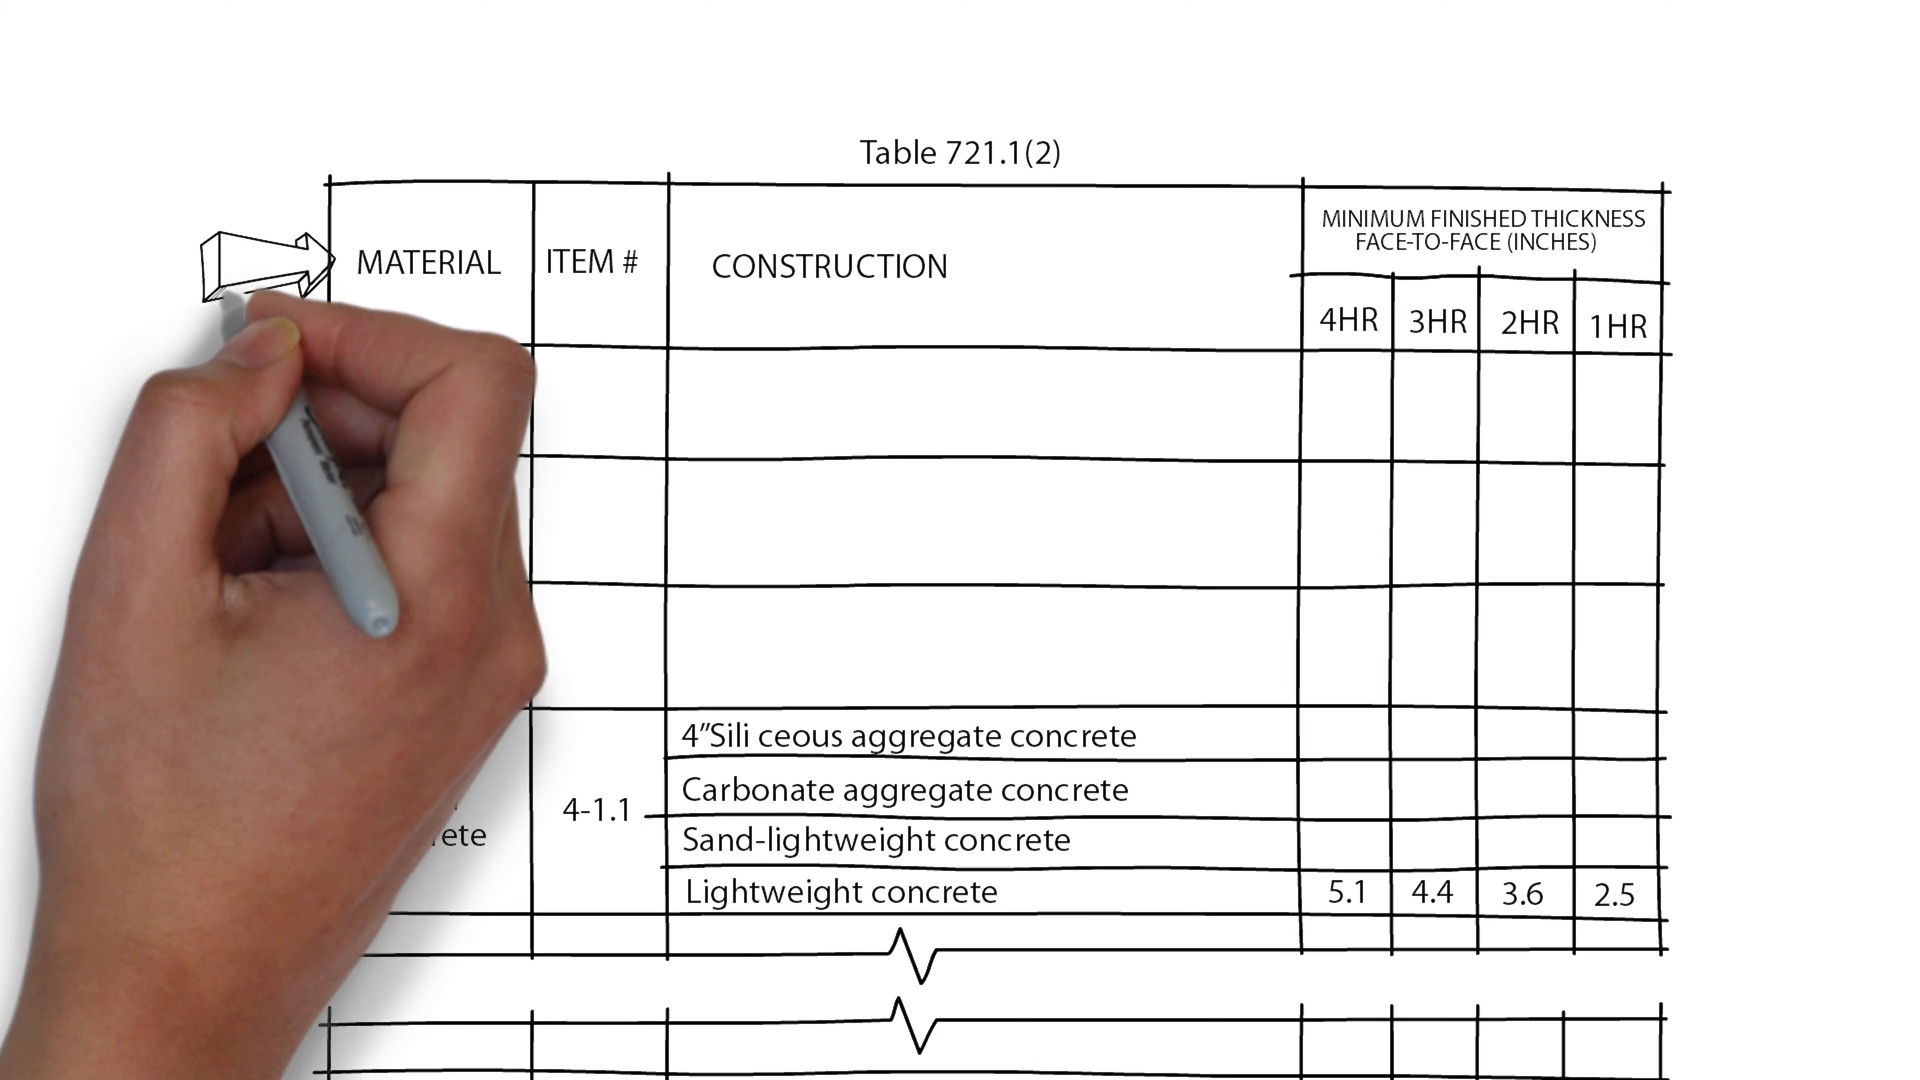 Table 721.1(2)
MATERIAL ITEM # CONSTRUCTION
MINIMUM FINISHED THICKNESS
FACE-TO-FACE (INCHES)
4HR 3HR 2HR 1HR
4”Sili ceous aggregate concrete
Carbonate aggregate concrete
4-1.1
Sand-lightweight concrete
Lightweight concrete 5.1 4.4 3.6 2.5